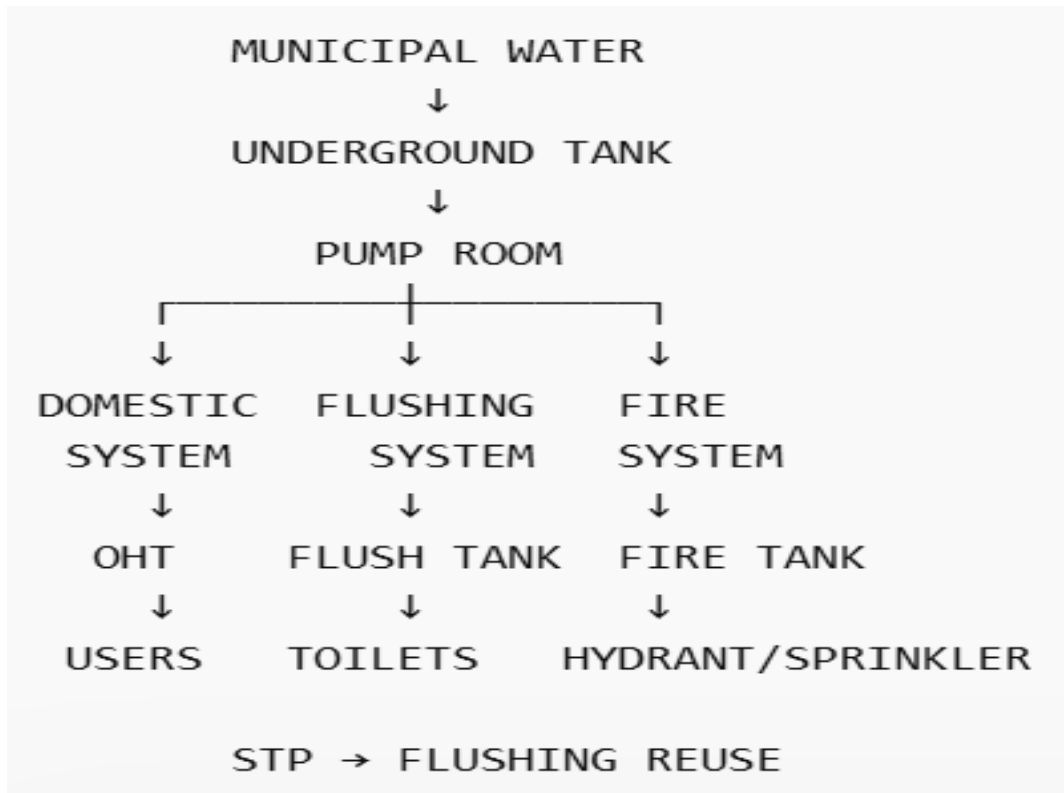 MUNICIPAL WATER
↓
UNDERGROUND TANK
↓
PUMP ROOM
↓ ↓ ↓
DOMESTIC FLUSHING FIRE
SYSTEM SYSTEM SYSTEM
↓ ↓ ↓
OHT FLUSH TANK FIRE TANK
↓ ↓ ↓
USERS TOILETS HYDRANT/SPRINKLER
STP → FLUSHING REUSE